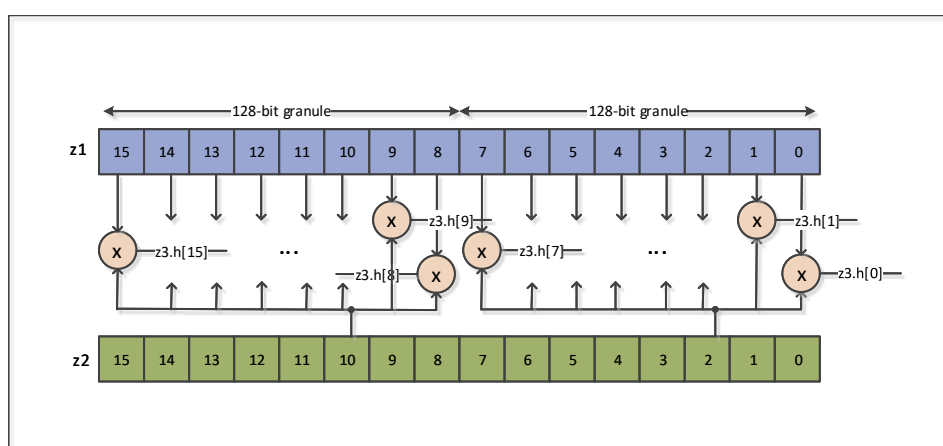 128-bit granule 128-bit granule
z1 15 14 13 12 11 10 9 8 7 6 5 4 3 2 1 0
X z3.h[9] X z3.h[1]
X z3.h[15] ... X z3.h[7] ...
z3.h[8] X X z3.h[0]
z2 15 14 13 12 11 10 9 8 7 6 5 4 3 2 1 0